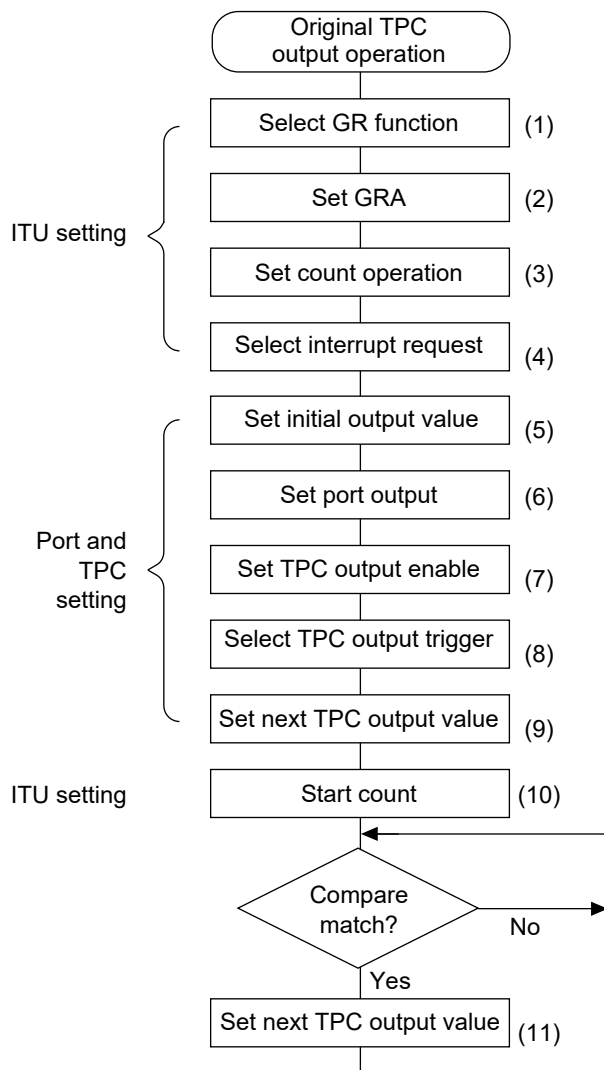 Original TPC
output operation
Select GR function
(1)
Set GRA
(2)
ITU setting
Set count operation
(3)
Select interrupt request
(4)
Set initial output value
(5)
Set port output
(6)
Port and
TPC
setting
Set TPC output enable
(7)
Select TPC output trigger
(8)
Set next TPC output value
(9)
ITU setting
Start count
(10)
Compare
match?
No
Yes
Set next TPC output value
(11)